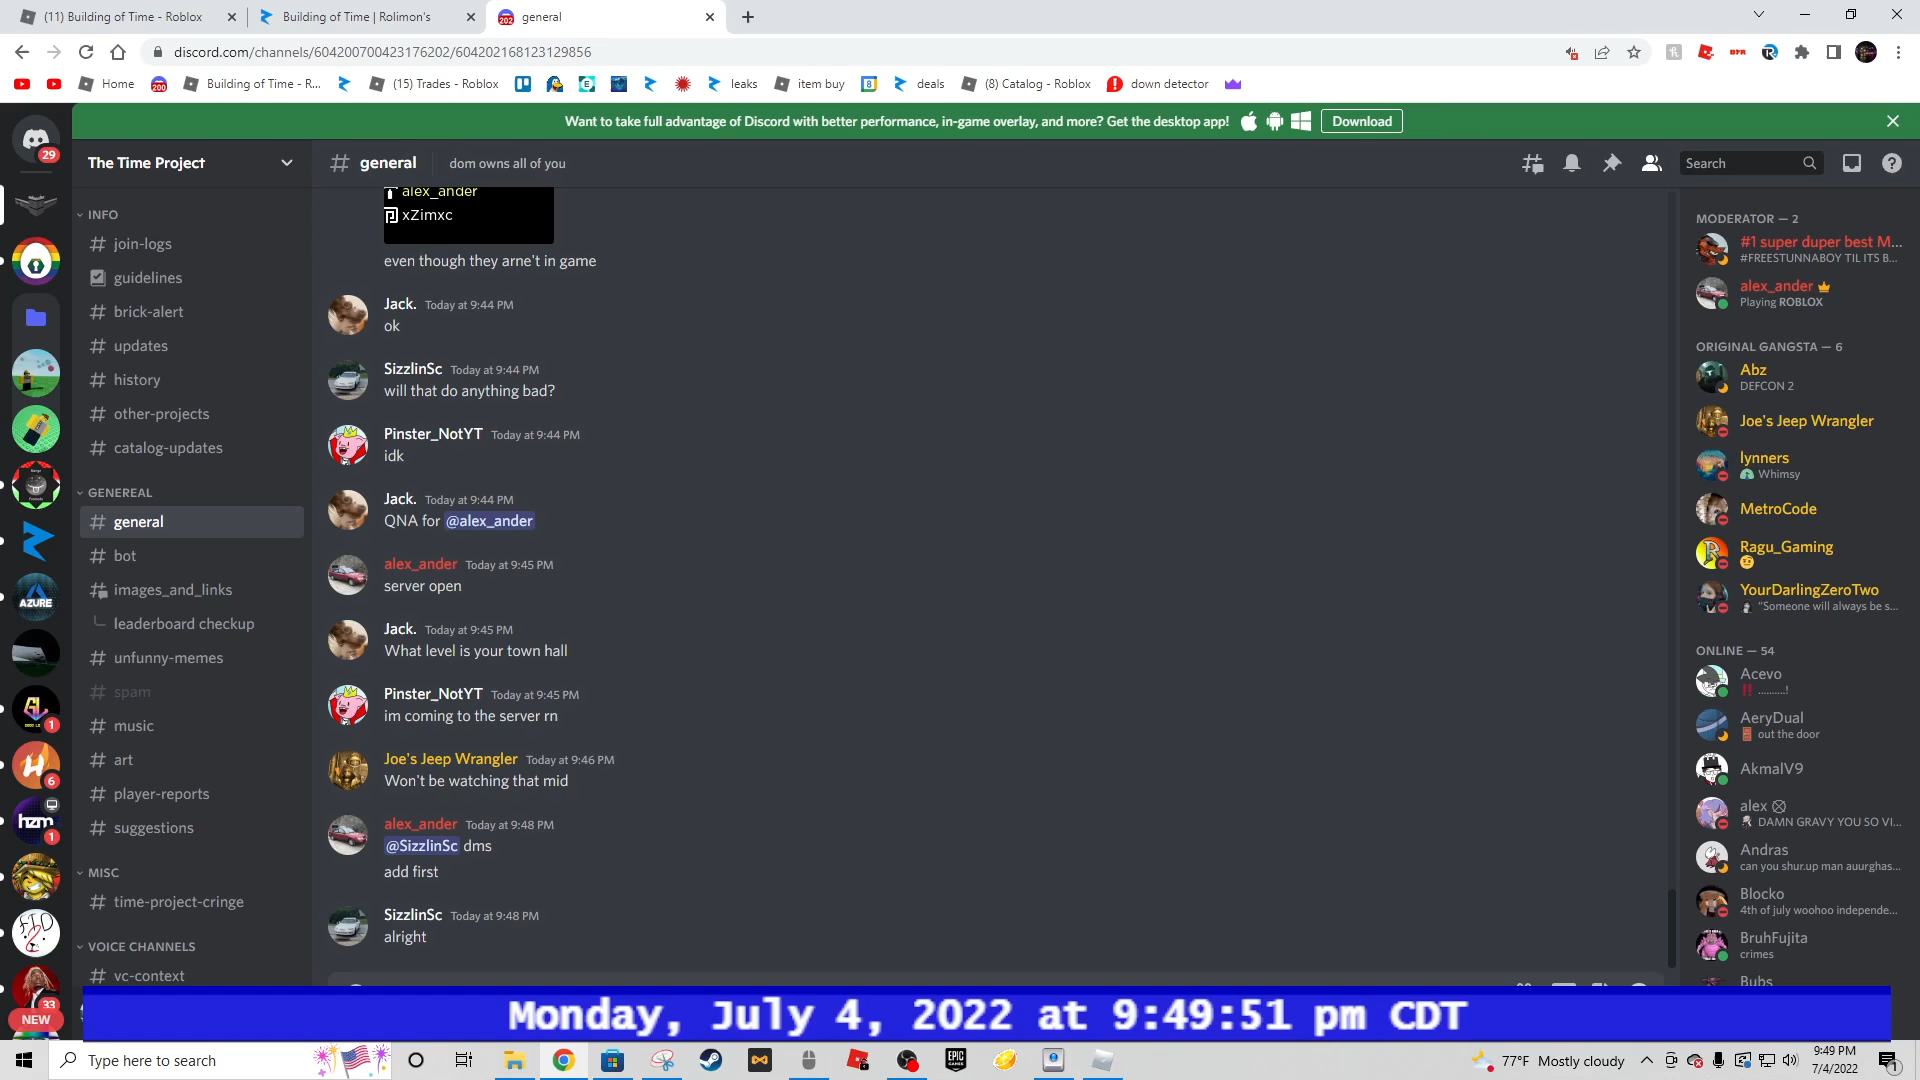 (11) Building of Time - Roblox
Building of Time | Rolimon's
general
discord.com/channels/604200700423176202/604202168123129856
Home
Building of Time - R...
(15) Trades - Roblox
leaks
item buy
deals
(8) Catalog - Roblox
down detector
Want to take full advantage of Discord with better performance, in-game overlay, and more? Get the desktop app!
Download
The Time Project
general
dom owns all of you
Search
INFO
join-logs
guidelines
brick-alert
updates
history
other-projects
catalog-updates
GENEREAL
general
bot
images_and_links
leaderboard checkup
unfunny-memes
spam
music
art
player-reports
suggestions
MISC
time-project-cringe
VOICE CHANNELS
vc-context
29
AZURE
1
6
hzm
1
33
NEW
alex_ander
xZimxc
even though they arne't in game
Jack. Today at 9:44 PM
ok
SizzlinSc Today at 9:44 PM
will that do anything bad?
Pinster_NotYT Today at 9:44 PM
idk
Jack. Today at 9:44 PM
QNA for @alex_ander
alex_ander Today at 9:45 PM
server open
Jack. Today at 9:45 PM
What level is your town hall
Pinster_NotYT Today at 9:45 PM
im coming to the server rn
Joe's Jeep Wrangler Today at 9:46 PM
Won't be watching that mid
alex_ander Today at 9:48 PM
@SizzlinSc dms
add first
SizzlinSc Today at 9:48 PM
alright
MODERATOR — 2
#1 super duper best M...
#FREESTUNNABOY TIL ITS B...
alex_ander
Playing ROBLOX
ORIGINAL GANGSTA — 6
Abz
DEFCON 2
Joe's Jeep Wrangler
lynners
Whimsy
MetroCode
Ragu_Gaming
YourDarlingZeroTwo
"Someone will always be s...
ONLINE — 54
Acevo
..........!
AeryDual
out the door
AkmalV9
alex
DAMN GRAVY YOU SO VI...
Andras
can you shur.up man auurghas...
Blocko
4th of july woohoo independe...
BruhFujita
crimes
Bubs
Monday, July 4, 2022 at 9:49:51 pm CDT
Type here to search
77°F Mostly cloudy
9:49 PM
7/4/2022
1